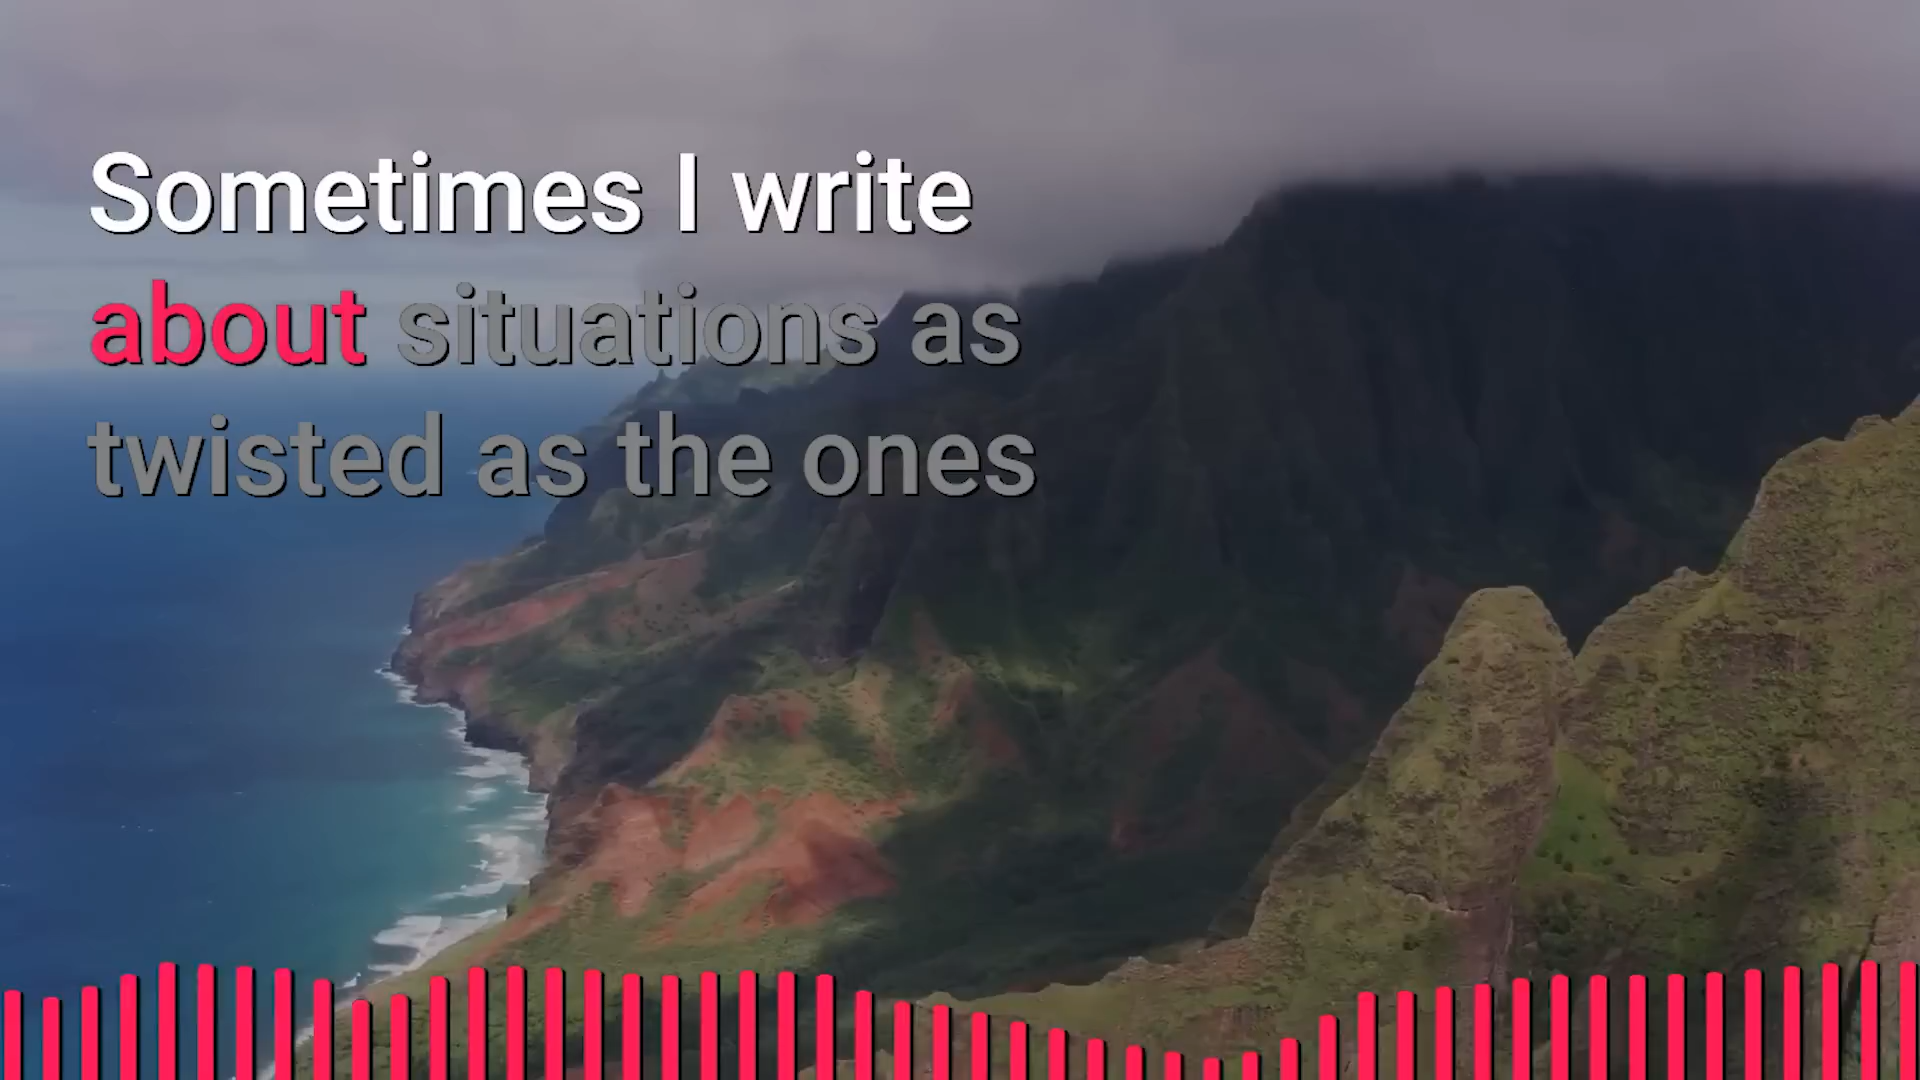 Sometimes I write
about situations as
twisted as the ones